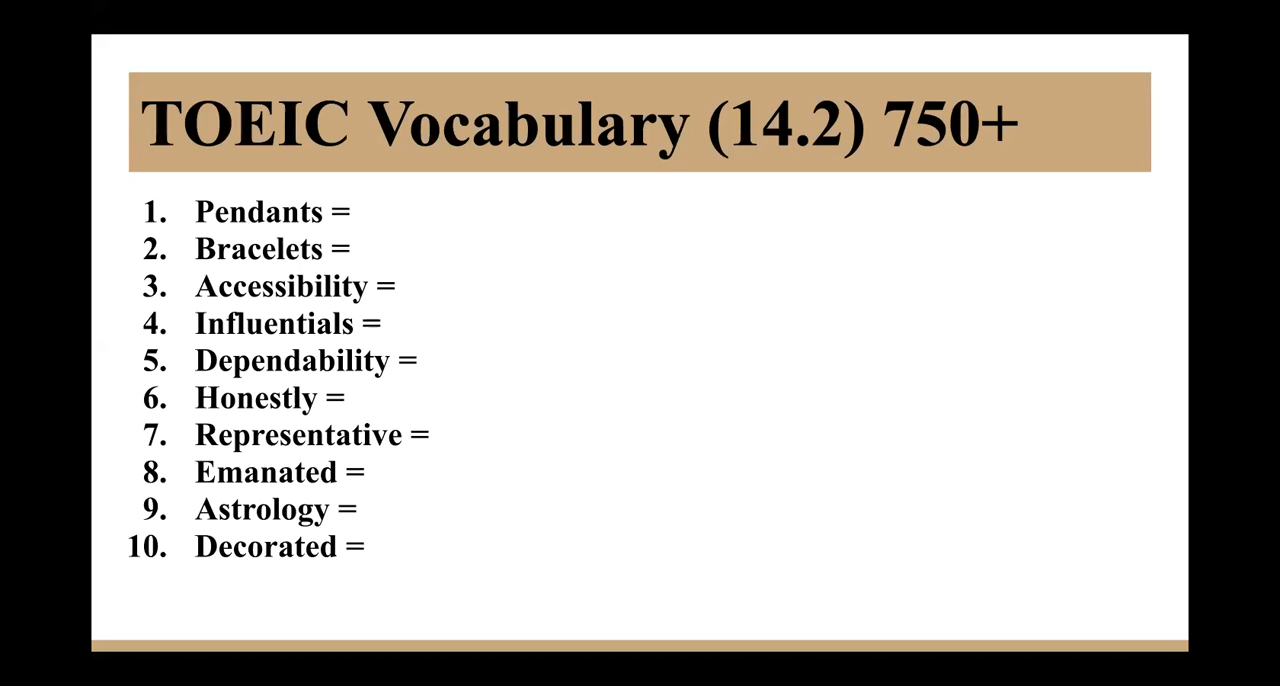 TOEIC Vocabulary (14.2) 750+
1. Pendants =
2. Bracelets =
3. Accessibility =
4. Influentials =
5. Dependability =
6. Honestly =
7. Representative =
8. Emanated =
9. Astrology =
10. Decorated =